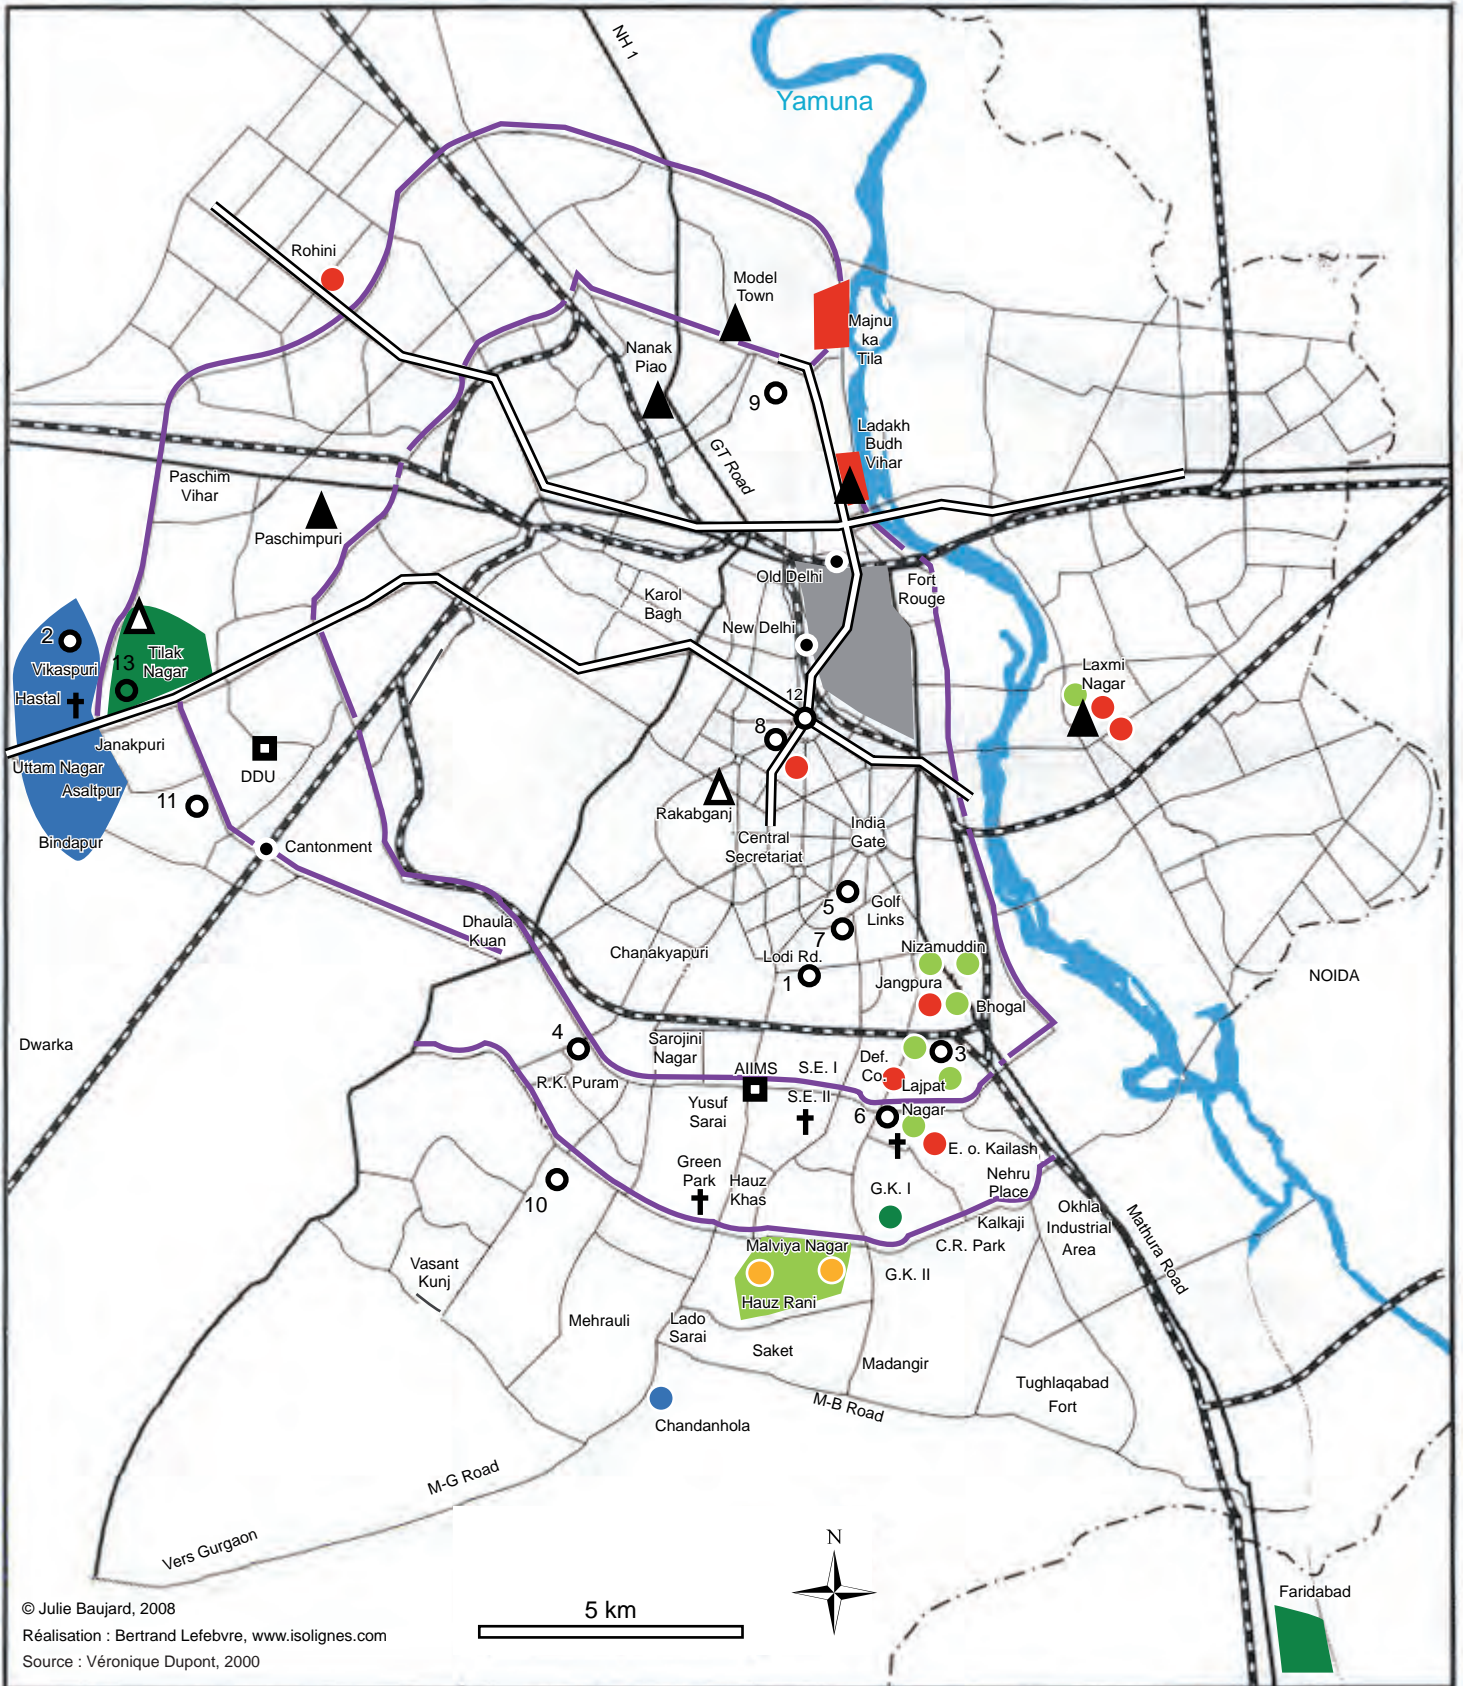 NH 1
Yamuna
Rohini
Model
Town
Majnu
ka
Tila
Nanak
Piao
9
Ladakh
Budh
Vihar
GT Road
Paschim
Vihar
Paschimpuri
Old Delhi
Fort
Rouge
Karol
Bagh
New Delhi
2
Vikaspuri
13
Tilak
Nagar
Hastal
Laxmi
Nagar
12
8
Janakpuri
Uttam Nagar
DDU
Asaltpur
11
Rakabganj
Central
Secretariat
India
Gate
Bindapur
Cantonment
5
Golf
Links
Dhaula
Kuan
7
Chanakyapuri
Lodi Rd.
Nizamuddin
1
Jangpura
NOIDA
Bhogal
Dwarka
4
Sarojini
Nagar
3
R.K. Puram
AIIMS
S.E. I
Def.
Co.
Lajpat
Nagar
Yusuf
Sarai
S.E. II
6
E. o. Kailash
Green
Park
Hauz
Khas
10
G.K. I
Nehru
Place
Kalkaji
Okhla
Industrial
Area
Mathura Road
Malviya Nagar
C.R. Park
Vasant
Kunj
G.K. II
Hauz Rani
Mehrauli
Lado
Sarai
Saket
Madangir
Tughlaqabad
Fort
Chandanhola
M-B Road
M-G Road
Vers Gurgaon
N
Faridabad
5 km
© Julie Baujard, 2008
Réalisation : Bertrand Lefebvre, www.isolignes.com
Source : Véronique Dupont, 2000